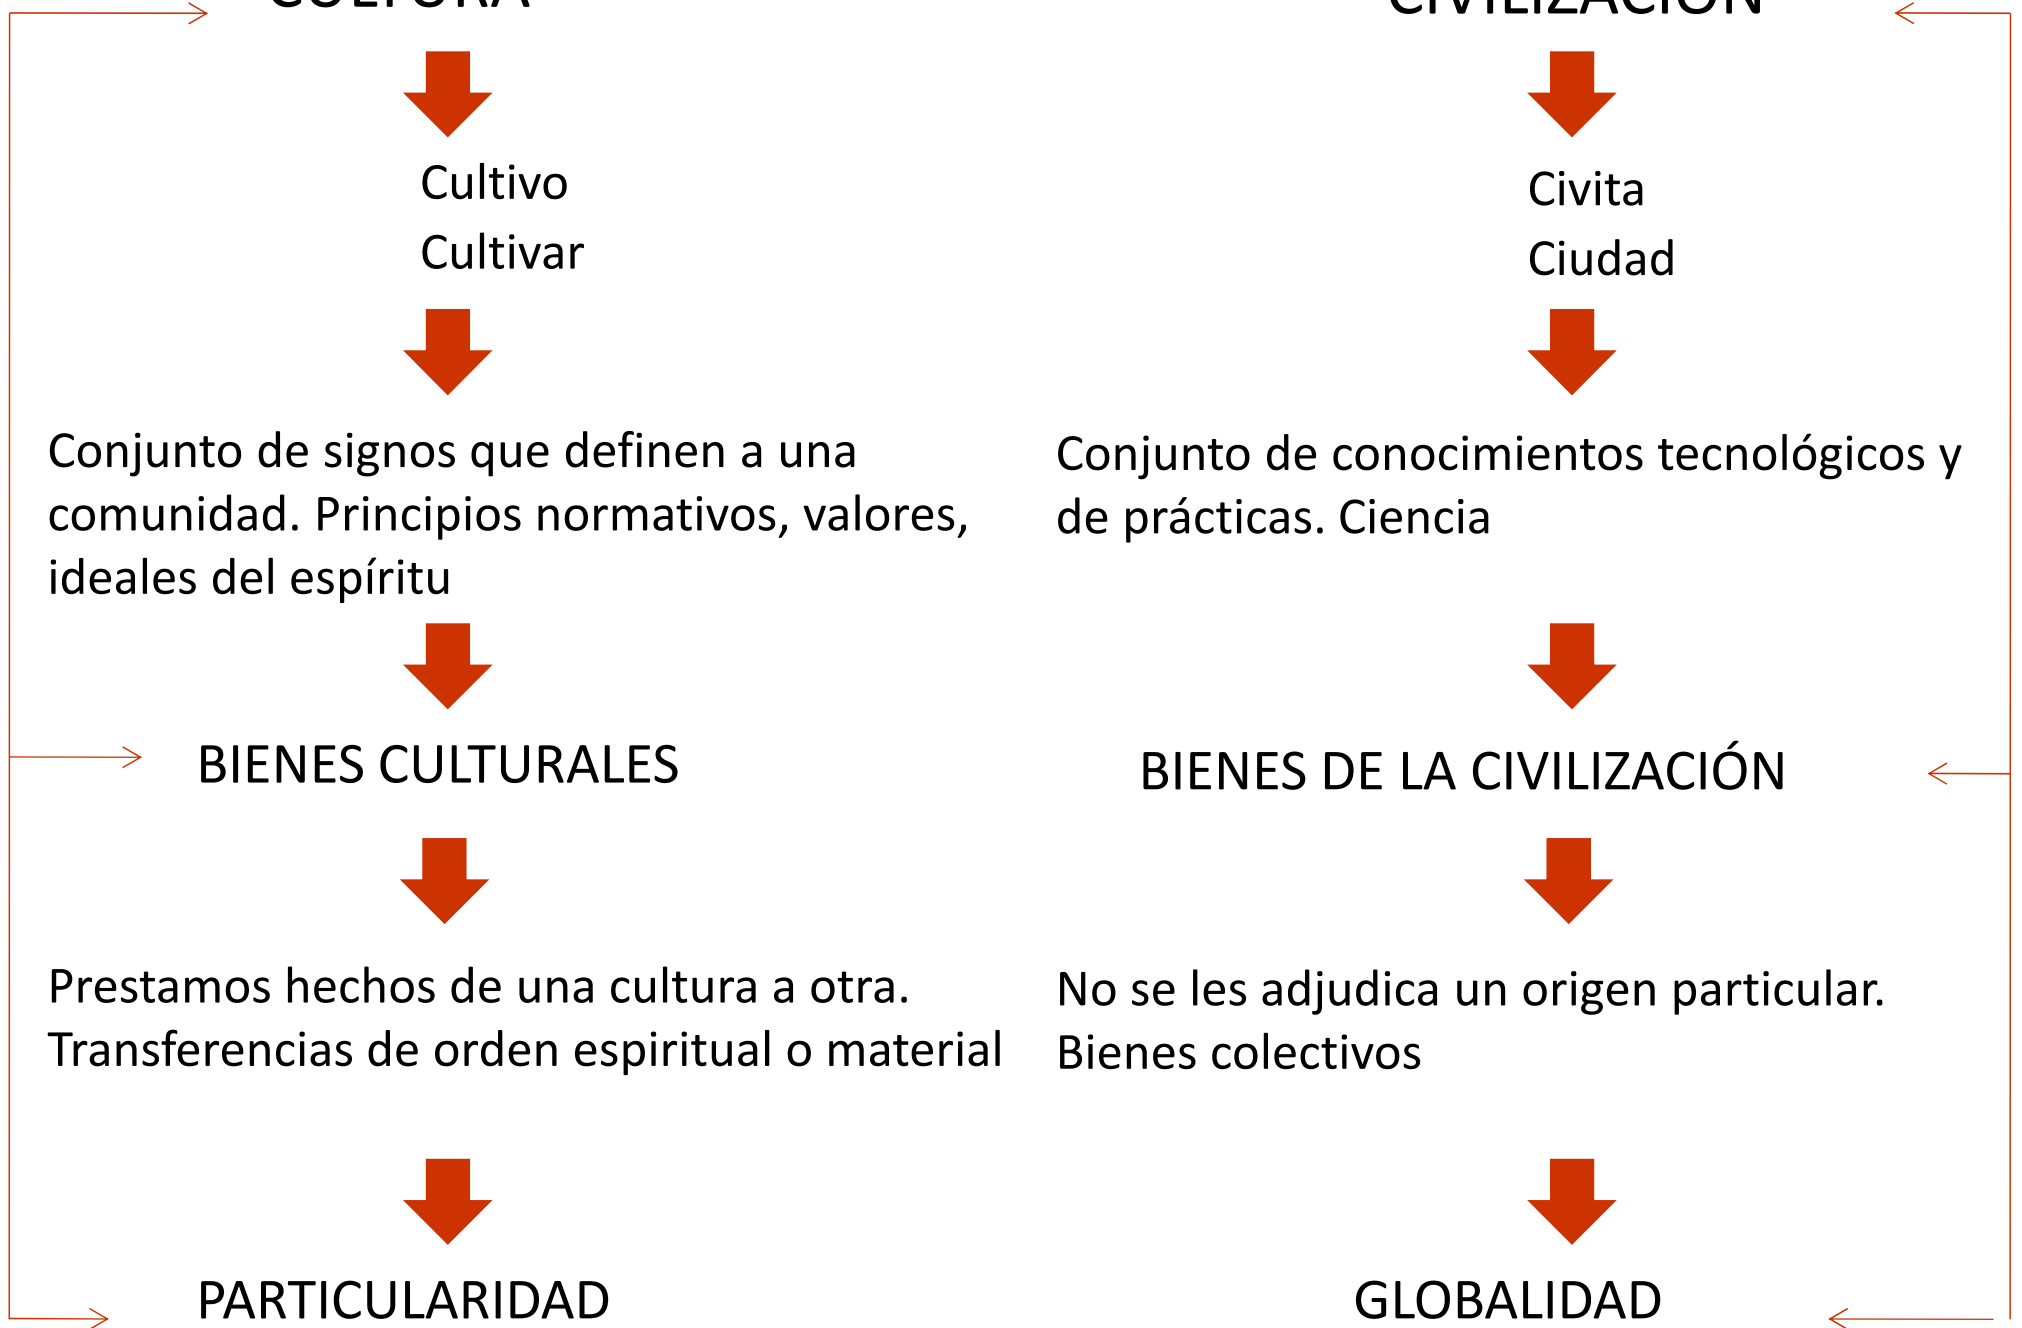 CULTURA
Cultivo
Cultivar
Conjunto de signos que definen a una
comunidad. Principios normativos, valores,
ideales del espíritu
BIENES CULTURALES
Prestamos hechos de una cultura a otra.
Transferencias de orden espiritual o material
PARTICULARIDAD
CIVILIZACIÓN
Civita
Ciudad
Conjunto de conocimientos tecnológicos y
de prácticas. Ciencia
BIENES DE LA CIVILIZACIÓN
No se les adjudica un origen particular.
Bienes colectivos
GLOBALIDAD